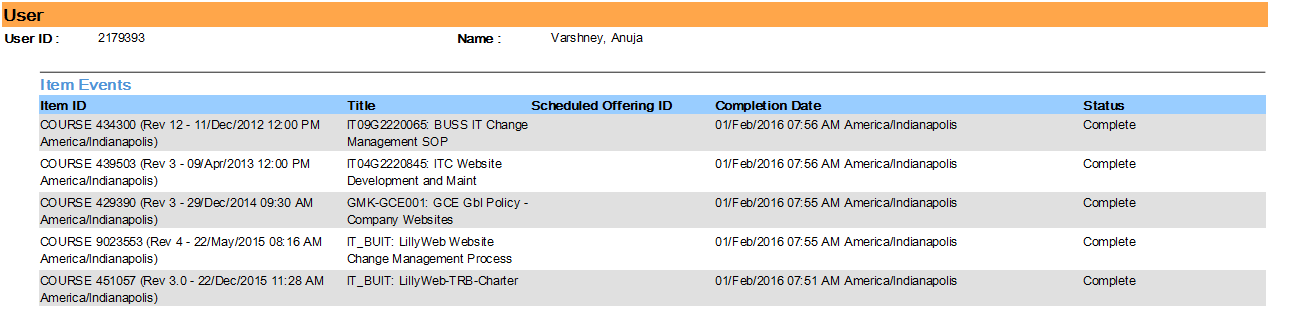 User
User ID : 2179393 Name : Varshney, Anuja
Item Events
Item ID Title Scheduled Offering ID Completion Date Status
COURSE 434300 (Rev 12 - 11/Dec/2012 12:00 PM IT09G2220065: BUSS IT Change 01/Feb/2016 07:56 AM America/Indianapolis Complete
America/Indianapolis) Management SOP
COURSE 439503 (Rev 3 - 09/Apr/2013 12:00 PM IT04G2220845: ITC Website 01/Feb/2016 07:56 AM America/Indianapolis Complete
America/Indianapolis) Development and Maint
COURSE 429390 (Rev 3 - 29/Dec/2014 09:30 AM GMK-GCE001: GCE Gbl Policy - 01/Feb/2016 07:55 AM America/Indianapolis Complete
America/Indianapolis) Company Websites
COURSE 9023553 (Rev 4 - 22/May/2015 08:16 AM IT_BUIT: LillyWeb Website 01/Feb/2016 07:55 AM America/Indianapolis Complete
America/Indianapolis) Change Management Process
COURSE 451057 (Rev 3.0 - 22/Dec/2015 11:28 AM IT_BUIT: LillyWeb-TRB-Charter 01/Feb/2016 07:51 AM America/Indianapolis Complete
America/Indianapolis)